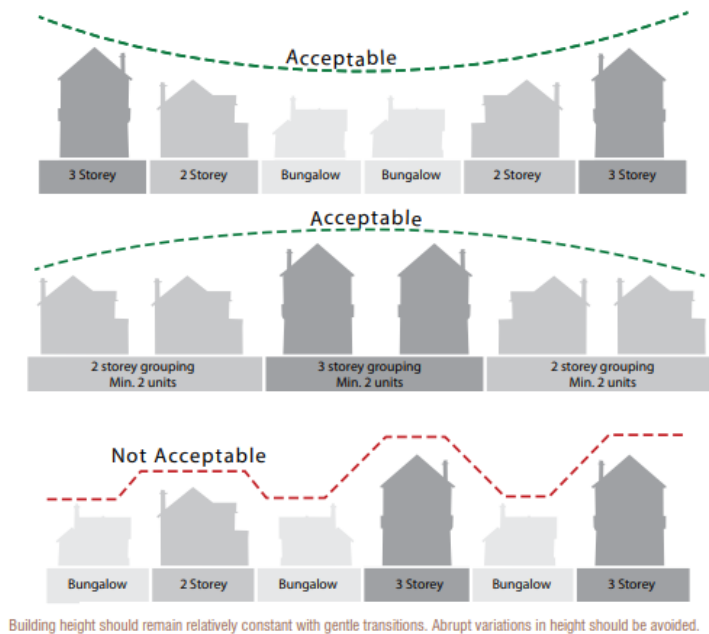 Acceptable
3 Storey 2 Storey Bungalow Bungalow 2 Storey 3 Storey
Acceptable
2 storey grouping 3 storey grouping 2 storey grouping
Min. 2 units Min. 2 units Min. 2 units
Not Acceptable
Bungalow 2 Storey Bungalow 3 Storey Bungalow 3 Storey
Building height should remain relatively constant with gentle transitions. Abrupt variations in height should be avoided.